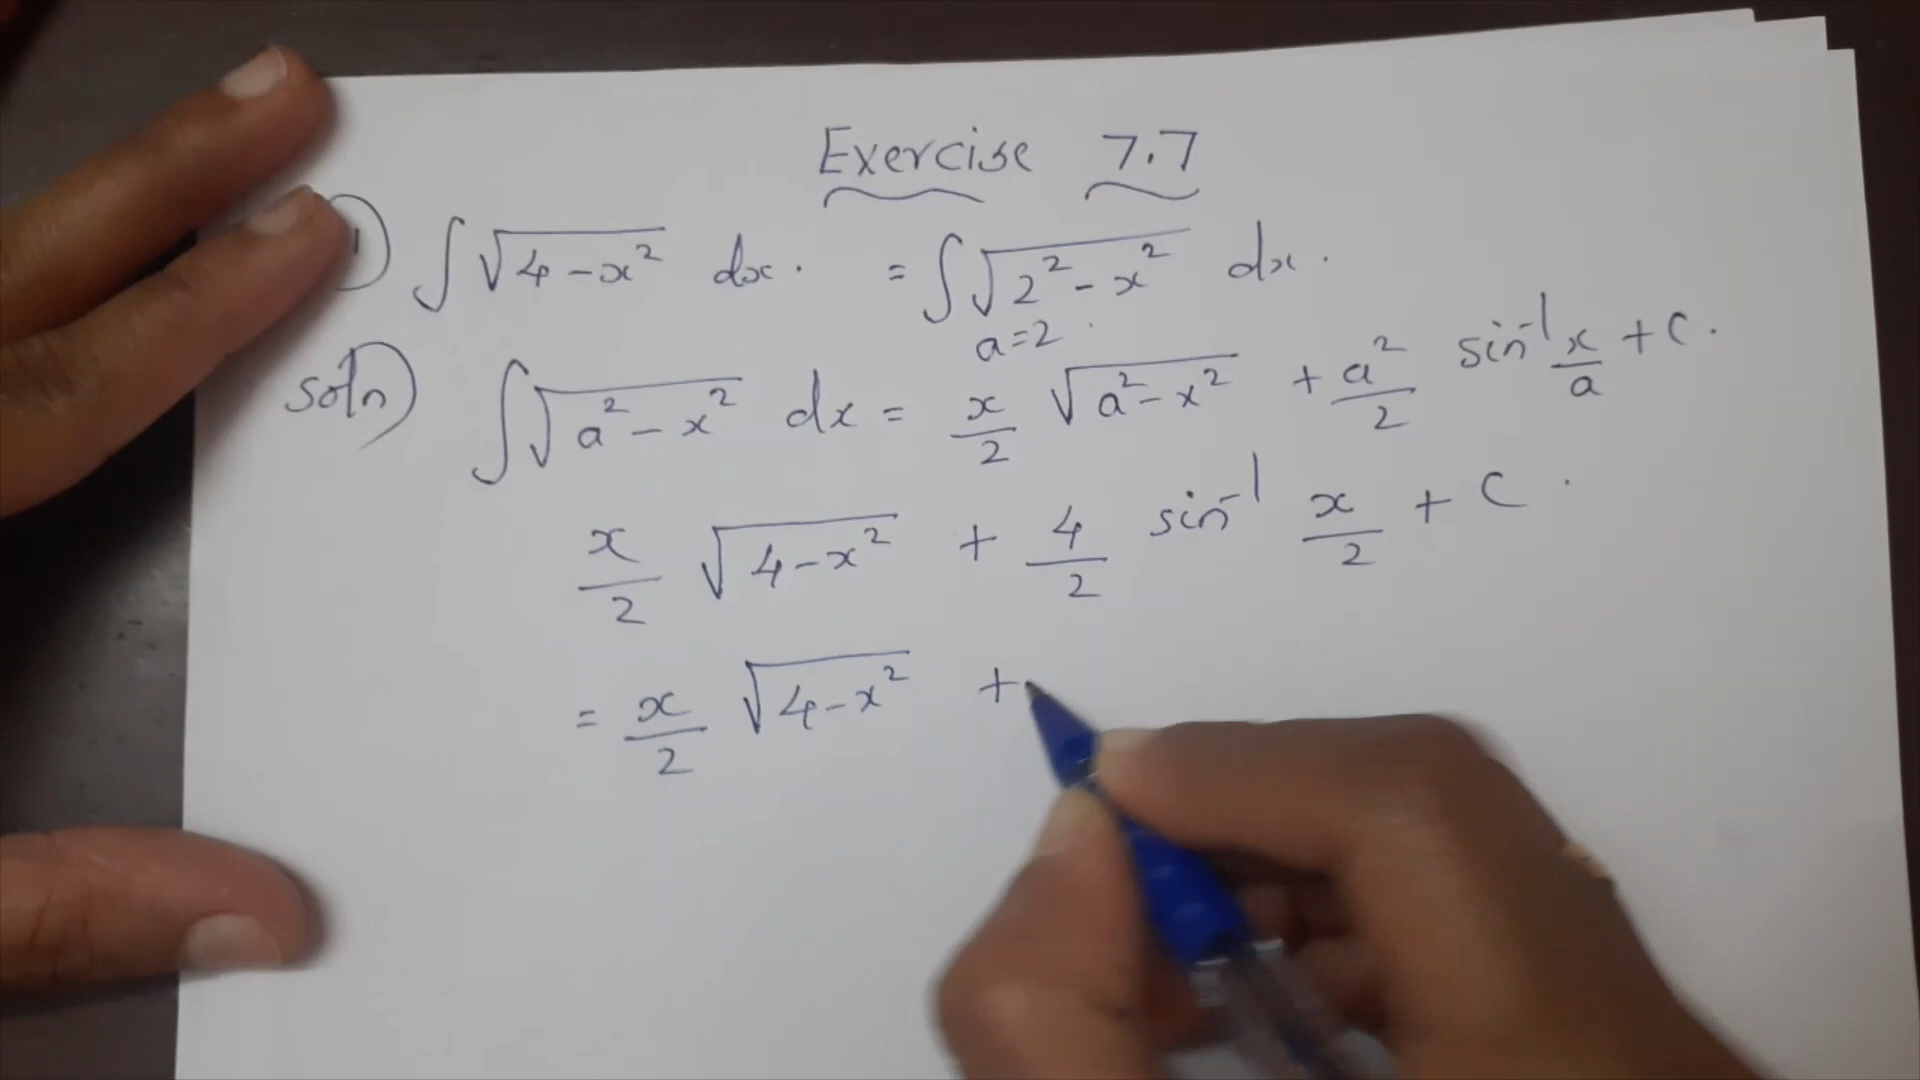 Exercise 7.7
1) ∫√(4-x²) dx. = ∫√(2²-x²) dx.
a=2.
Soln) ∫√(a²-x²) dx = x/2 √(a²-x²) + a²/2 sin⁻¹ x/a + C.
x/2 √(4-x²) + 4/2 sin⁻¹ x/2 + C.
= x/2 √(4-x²) +